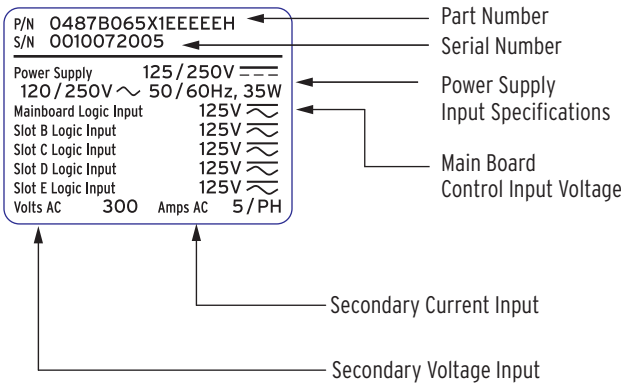 P/N 0487B065X1EEEEEH
S/N 0010072005
Power Supply 125/250V
120/250V 50/60Hz, 35W
Mainboard Logic Input 125V
Slot B Logic Input 125V
Slot C Logic Input 125V
Slot D Logic Input 125V
Slot E Logic Input 125V
Volts AC 300 Amps AC 5/PH
Part Number
Serial Number
Power Supply
Input Specifications
Main Board
Control Input Voltage
Secondary Current Input
Secondary Voltage Input